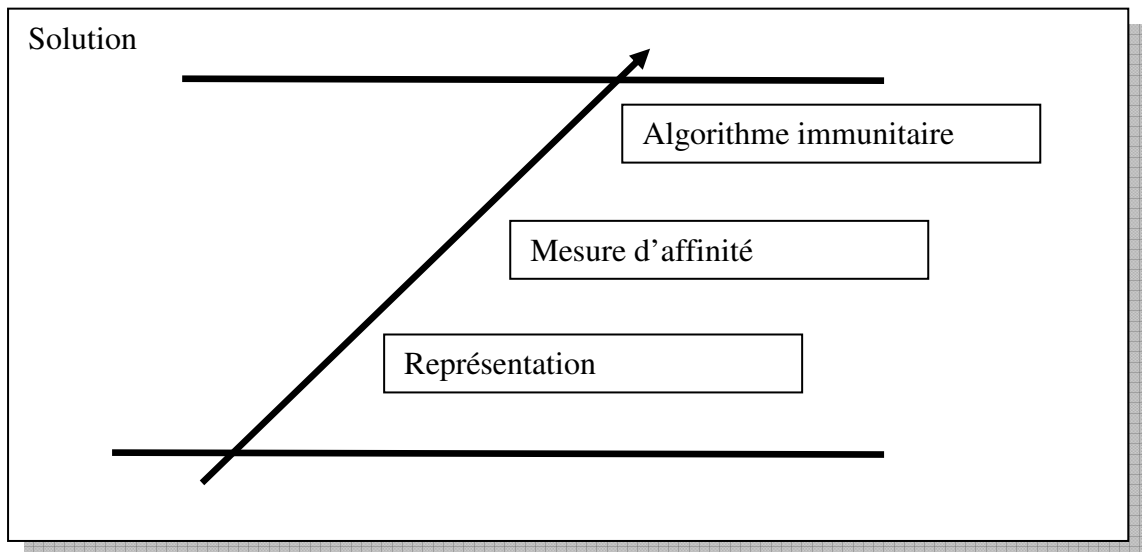 Solution
Algorithme immunitaire
Mesure d’affinité
Représentation